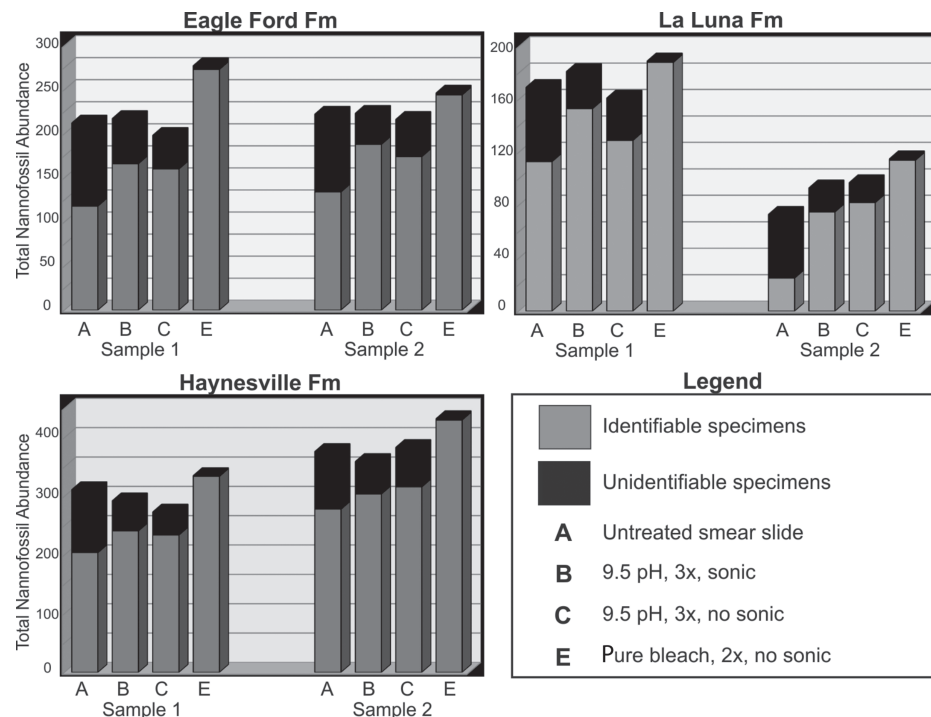 Eagle Ford Fm
Total Nannofossil Abundance
300
250
200
150
100
50
0
A B C E A B C E
Sample 1 Sample 2
La Luna Fm
200
160
120
80
40
0
A B C E A B C E
Sample 1 Sample 2
Haynesville Fm
Total Nannofossil Abundance
400
300
200
100
0
A B C E A B C E
Sample 1 Sample 2
Legend
Identifiable specimens
Unidentifiable specimens
A Untreated smear slide
B 9.5 pH, 3x, sonic
C 9.5 pH, 3x, no sonic
E Pure bleach, 2x, no sonic